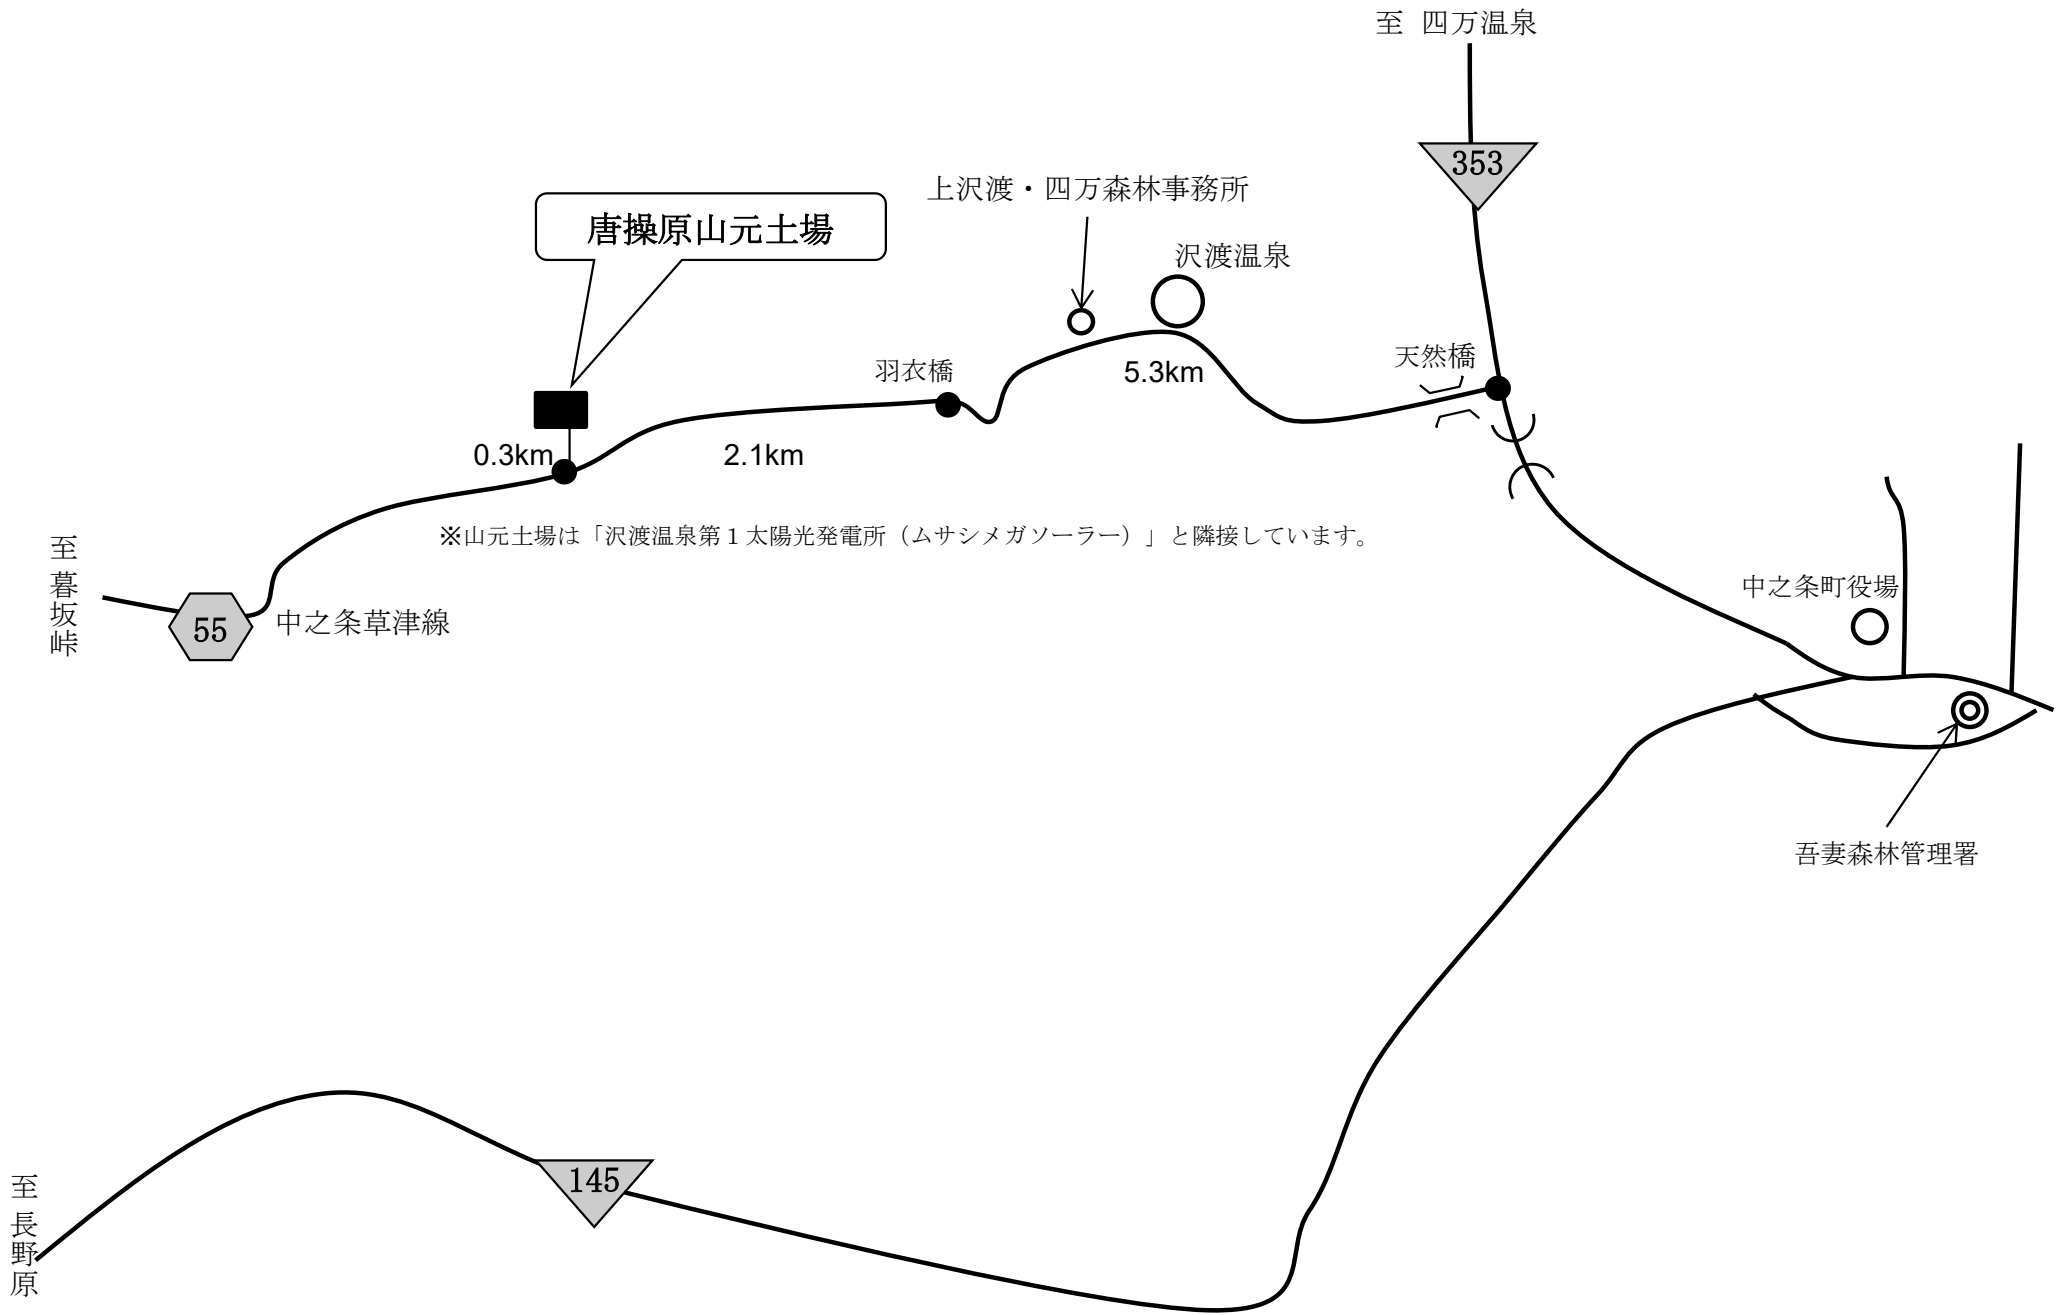 至 四万温泉
353
上沢渡・四万森林事務所
唐操原山元土場
沢渡温泉
天然橋
羽衣橋
5.3km
0.3km
2.1km
※山元土場は「沢渡温泉第１太陽光発電所（ムサシメガソーラー）」と隣接しています。
至 暮坂峠
55
中之条草津線
中之条町役場
吾妻森林管理署
145
至 長野原